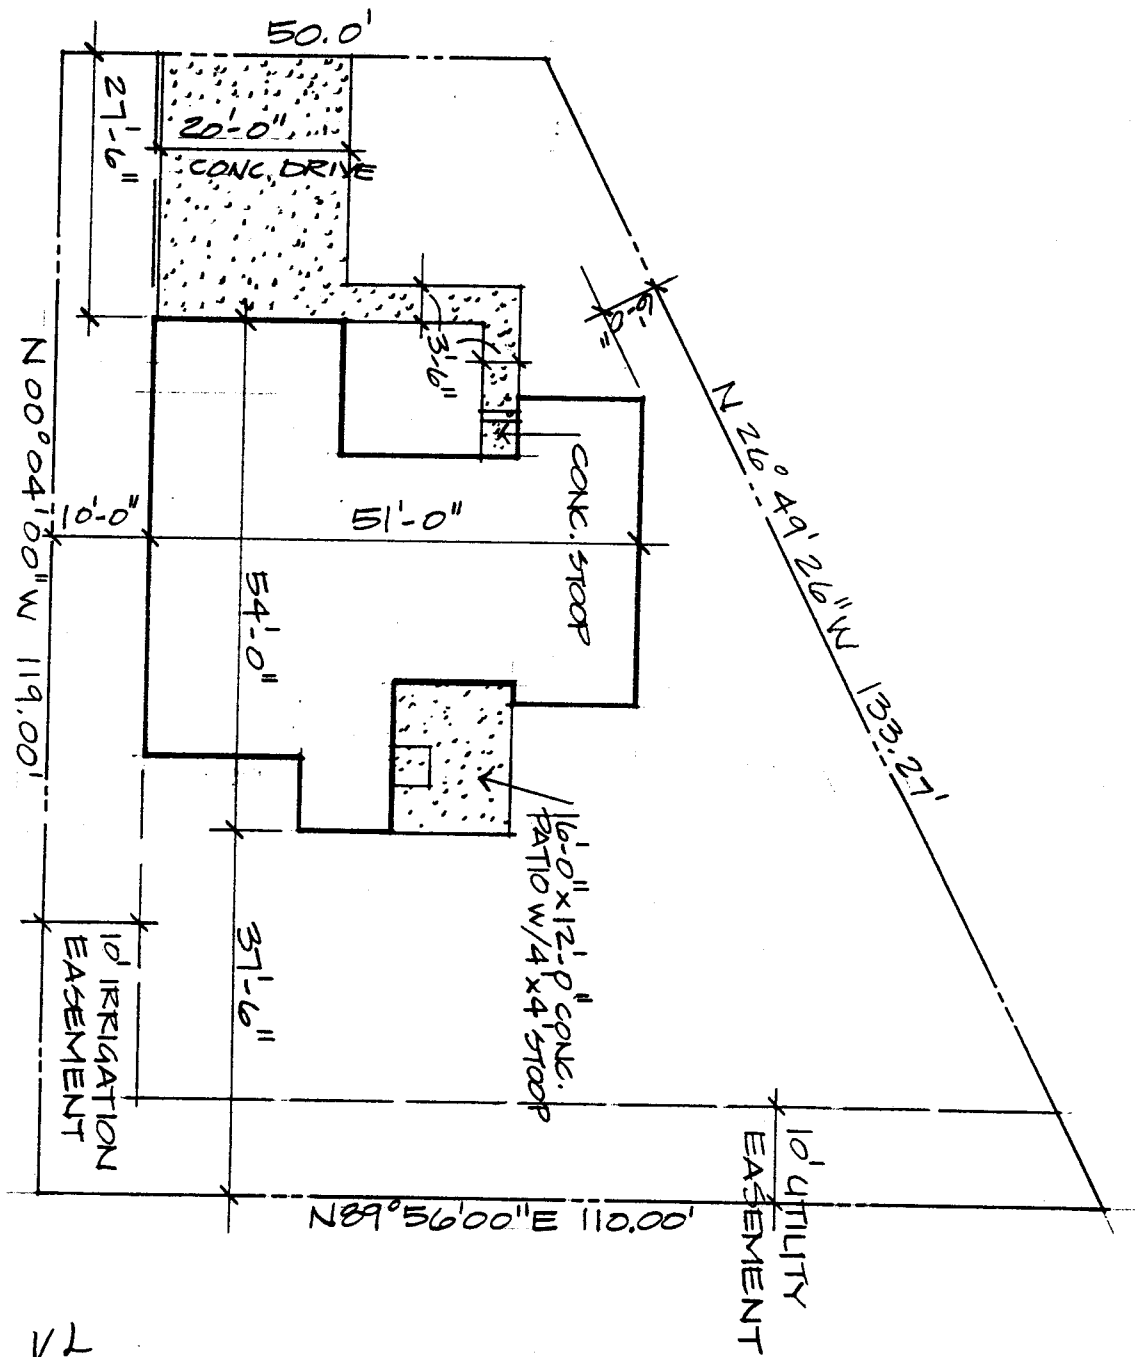 50.0'
27'-6"
20'-0"
CONC. DRIVE
6'-0"
3'-6"
N 26° 49' 26" W 133.27'
CONC. STOOP
N 00°04'00" W 119.00'
10'-0"
51'-0"
54'-0"
16'-0" x 12'-0" CONC.
PATIO W/4'x4' STOOP
37'-6"
10' IRRIGATION
EASEMENT
10' UTILITY
EASEMENT
N89°56'00"E 110.00'